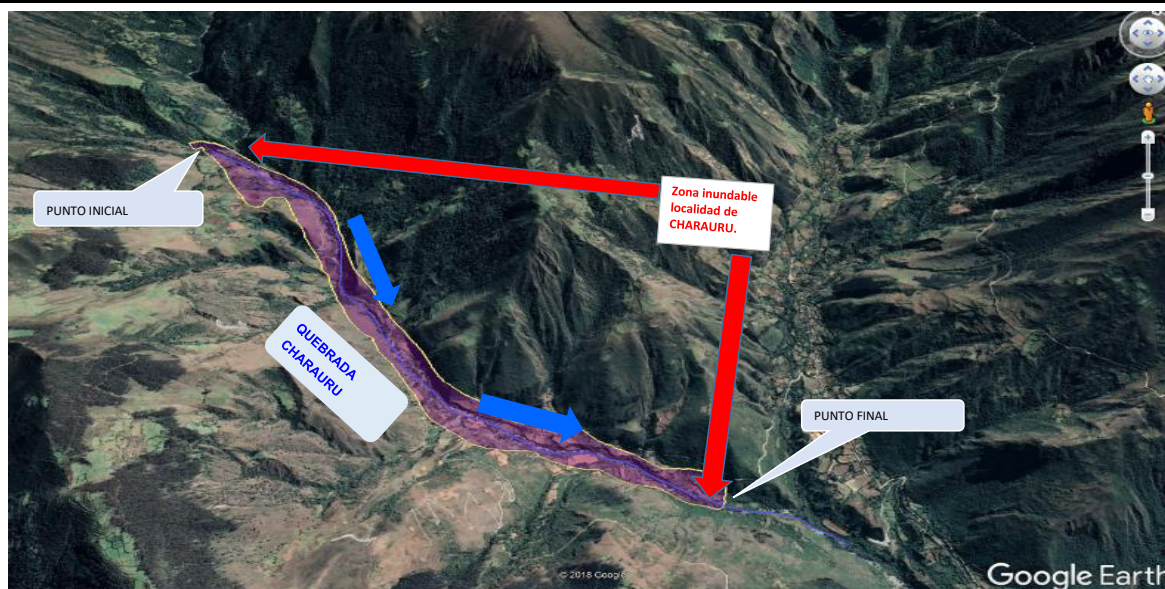 PUNTO INICIAL
Zona inundable
localidad de
CHARAURU.
QUEBRADA
CHARAURU
PUNTO FINAL
© 2018 Google
Google Earth